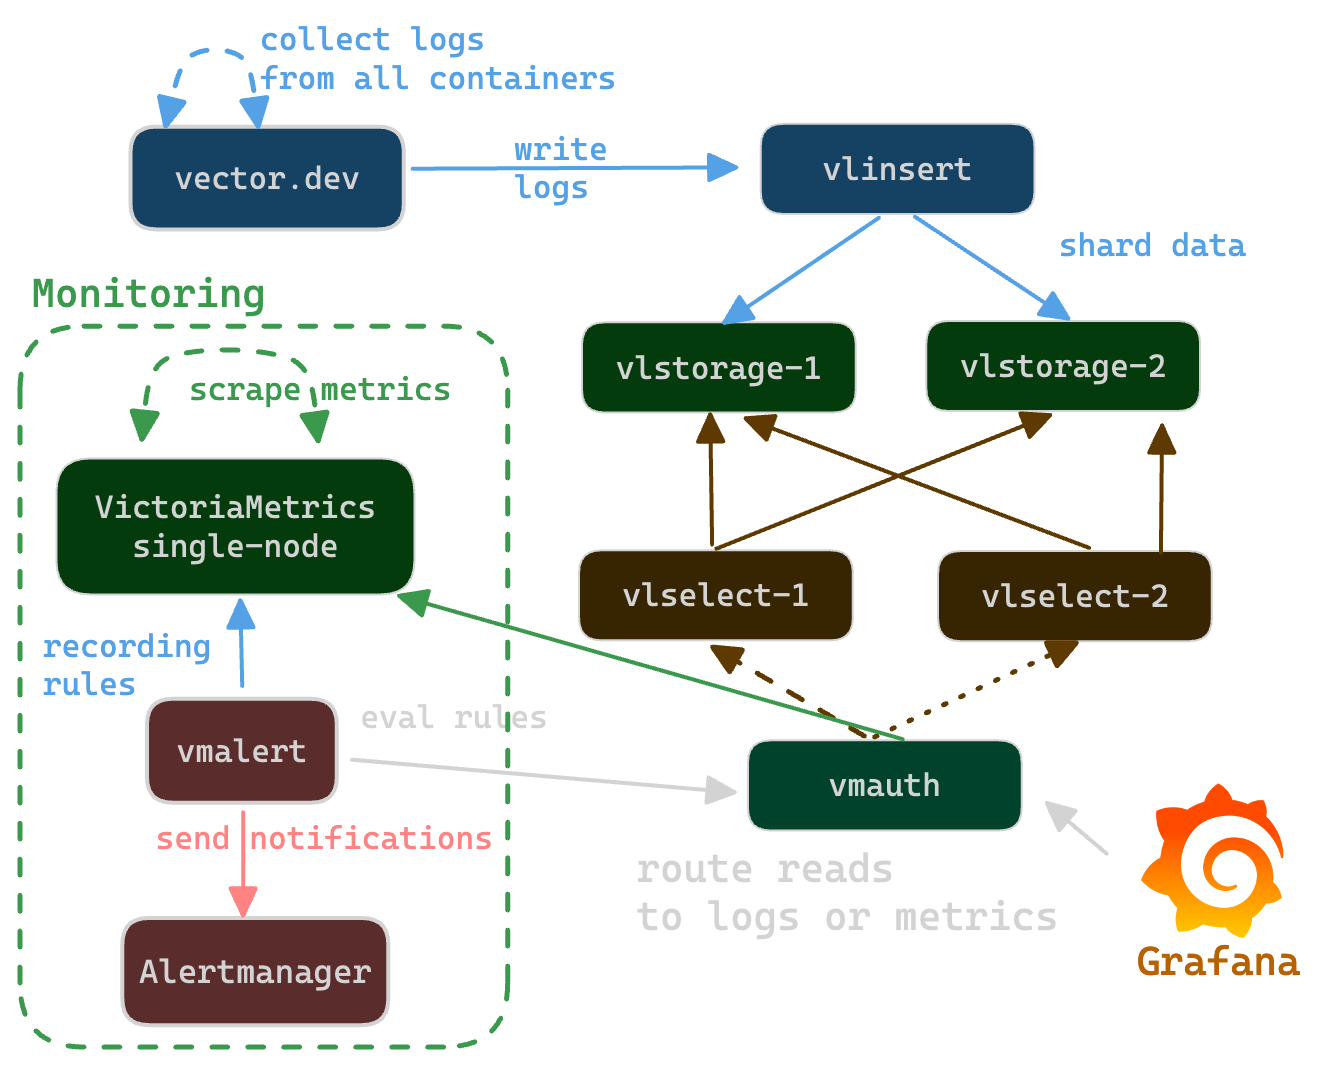 collect logs
from all containers
vector.dev
write
logs
vlinsert
shard data
Monitoring
scrape metrics
vlstorage-1
vlstorage-2
VictoriaMetrics
single-node
vlselect-1
vlselect-2
recording
rules
eval rules
vmalert
vmauth
send notifications
route reads
to logs or metrics
Alertmanager
Grafana